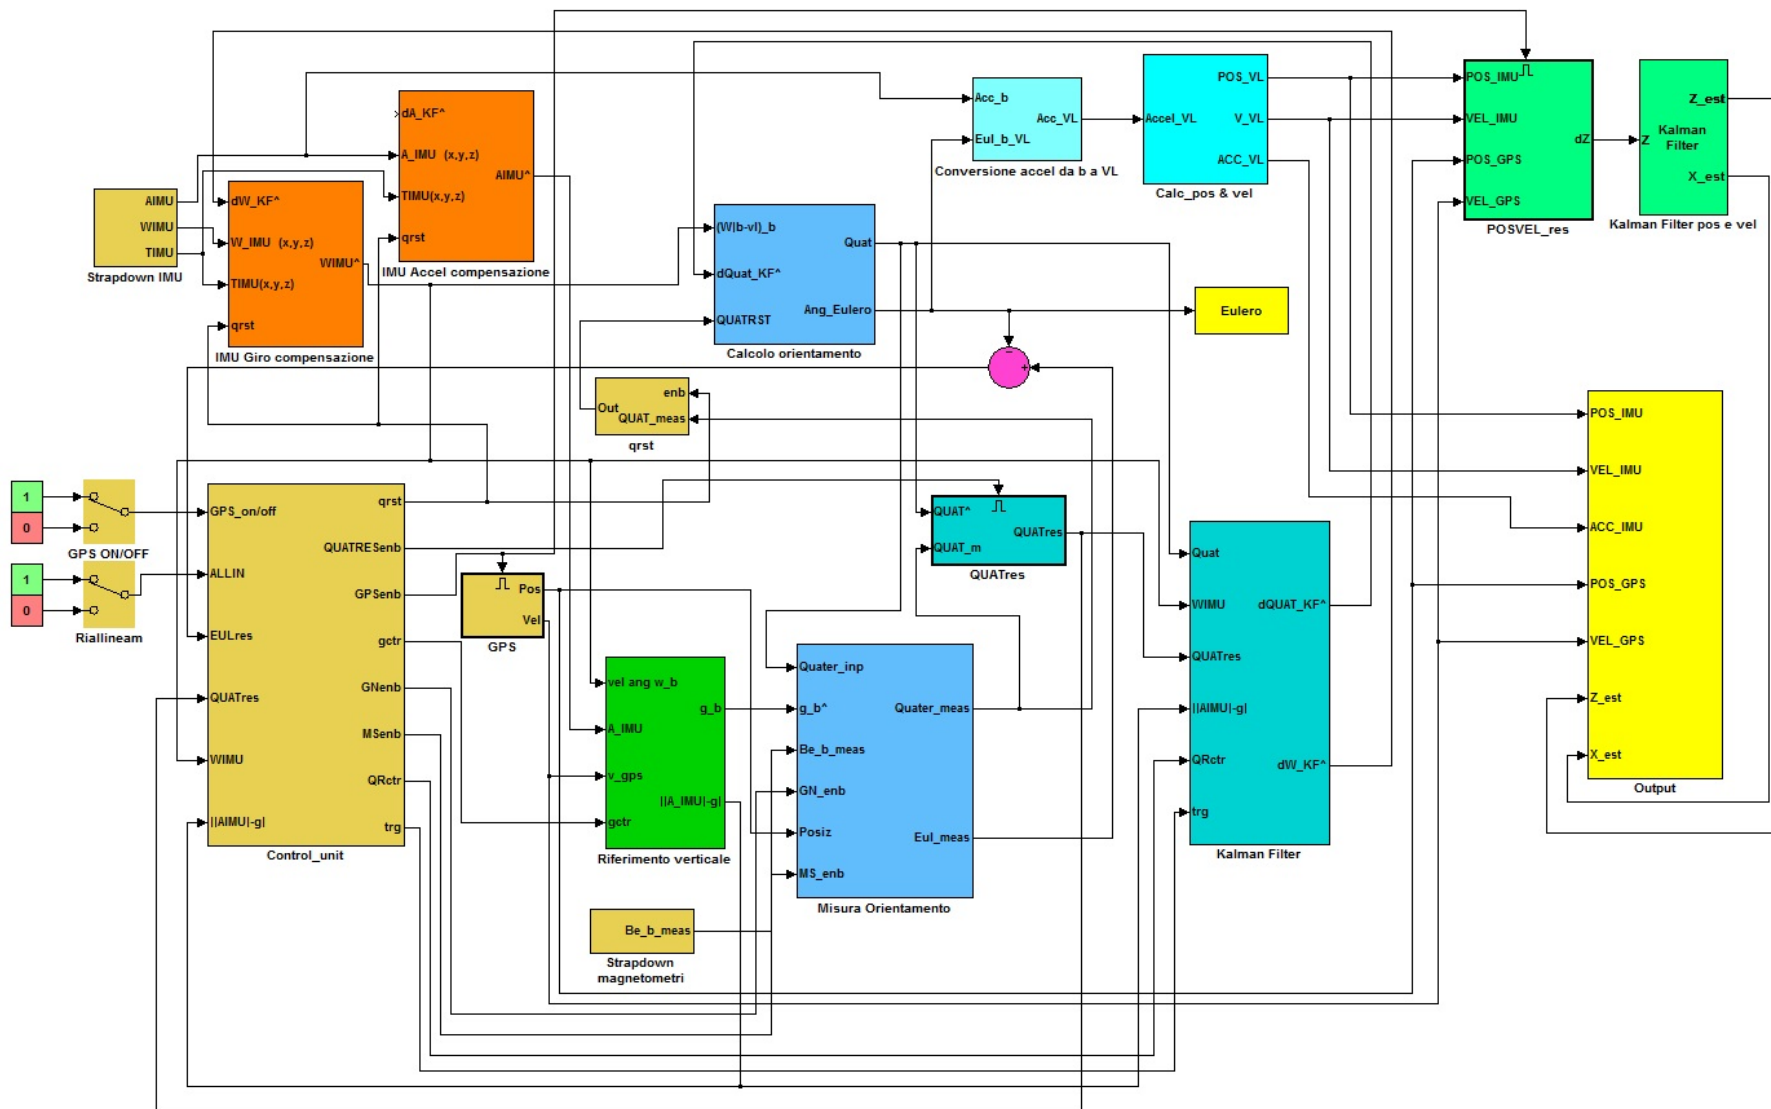 AIMU
WIMU
TIMU
Strapdown IMU
dW_KF^
W_IMU (x,y,z)
TIMU(x,y,z)
qrst
WIMU^
IMU Giro compensazione
dA_KF^
A_IMU (x,y,z)
TIMU(x,y,z)
qrst
AIMU^
IMU Accel compensazione
(W|b-vl)_b
dQuat_KF^
QUATRST
Quat
Ang_Eulero
Calcolo orientamento
Acc_b
Eul_b_VL
Acc_VL
Conversione accel da b a VL
Accel_VL
POS_VL
V_VL
ACC_VL
Calc_pos & vel
POS_IMU
VEL_IMU
POS_GPS
VEL_GPS
dZ
POSVEL_res
Z
Kalman
Filter
Z_est
X_est
Kalman Filter pos e vel
Eulero
−
+
enb
Out
QUAT_meas
qrst
1
0
GPS ON/OFF
1
0
Riallineam
GPS_on/off
ALLIN
EULres
QUATres
WIMU
||AIMU|-g|
qrst
QUATRESenb
GPSenb
gctr
GNenb
MSenb
QRctr
trg
Control_unit
Pos
Vel
GPS
vel ang w_b
A_IMU
v_gps
gctr
g_b
||A_IMU|-g|
Riferimento verticale
Be_b_meas
Strapdown
magnetometri
Quater_inp
g_b^
Be_b_meas
GN_enb
Posiz
MS_enb
Quater_meas
Eul_meas
Misura Orientamento
QUAT^
QUAT_m
QUATres
QUATres
Quat
WIMU
QUATres
||AIMU|-g|
QRctr
trg
dQUAT_KF^
dW_KF^
Kalman Filter
POS_IMU
VEL_IMU
ACC_IMU
POS_GPS
VEL_GPS
Z_est
X_est
Output